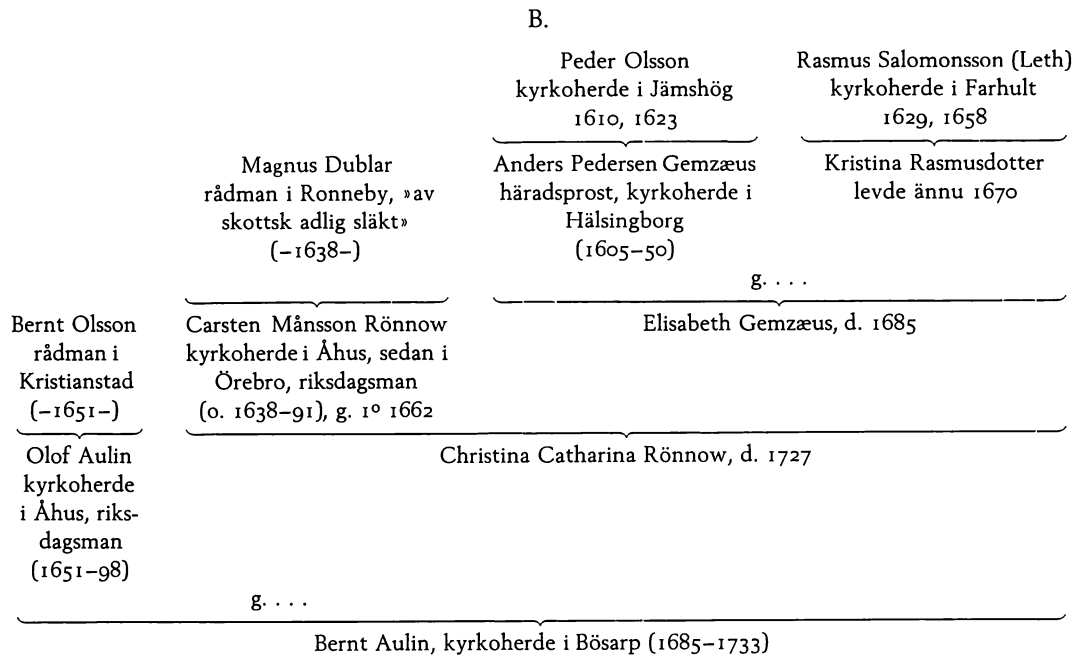 B.
Peder Olsson
kyrkoherde i Jämshög
1610, 1623
Rasmus Salomonsson (Leth)
kyrkoherde i Farhult
1629, 1658
Magnus Dublar
rådman i Ronneby, »av
skottsk adlig släkt»
(–1638–)
Anders Pedersen Gemzæus
häradsprost, kyrkoherde i
Hälsingborg
(1605–50)
Kristina Rasmusdotter
levde ännu 1670
g. . . .
Bernt Olsson
rådman i
Kristianstad
(–1651–)
Carsten Månsson Rönnow
kyrkoherde i Åhus, sedan i
Örebro, riksdagsman
(o. 1638–91), g. 1º 1662
Elisabeth Gemzæus, d. 1685
Olof Aulin
kyrkoherde
i Åhus, riks-
dagsman
(1651–98)
Christina Catharina Rönnow, d. 1727
g. . . .
Bernt Aulin, kyrkoherde i Bösarp (1685–1733)